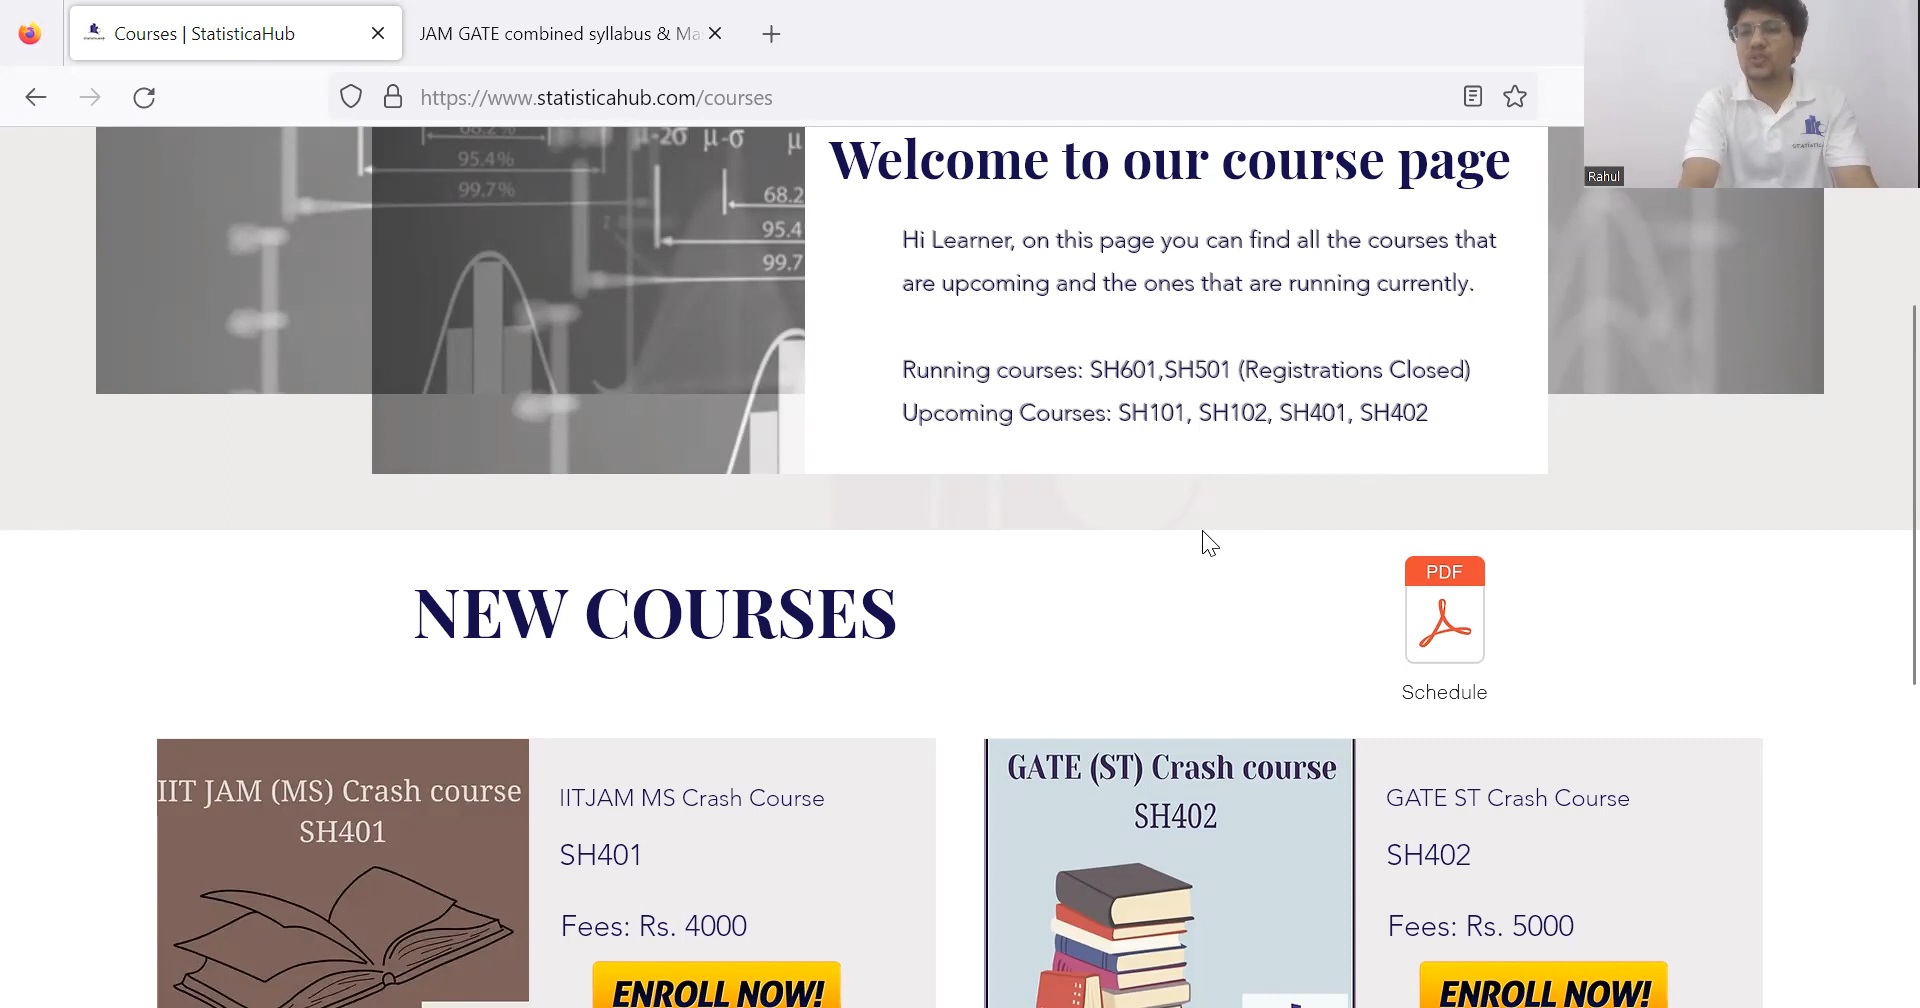 Courses | StatisticaHub
JAM GATE combined syllabus & Ma
https://www.statisticahub.com/courses
Rahul
68.2%
95.4%
99.7%
μ-2σ μ-σ μ
68.2
95.4
99.7
Welcome to our course page
Hi Learner, on this page you can find all the courses that
are upcoming and the ones that are running currently.
Running courses: SH601,SH501 (Registrations Closed)
Upcoming Courses: SH101, SH102, SH401, SH402
NEW COURSES
PDF
Schedule
IIT JAM (MS) Crash course
SH401
IITJAM MS Crash Course
SH401
Fees: Rs. 4000
ENROLL NOW!
GATE (ST) Crash course
SH402
GATE ST Crash Course
SH402
Fees: Rs. 5000
ENROLL NOW!